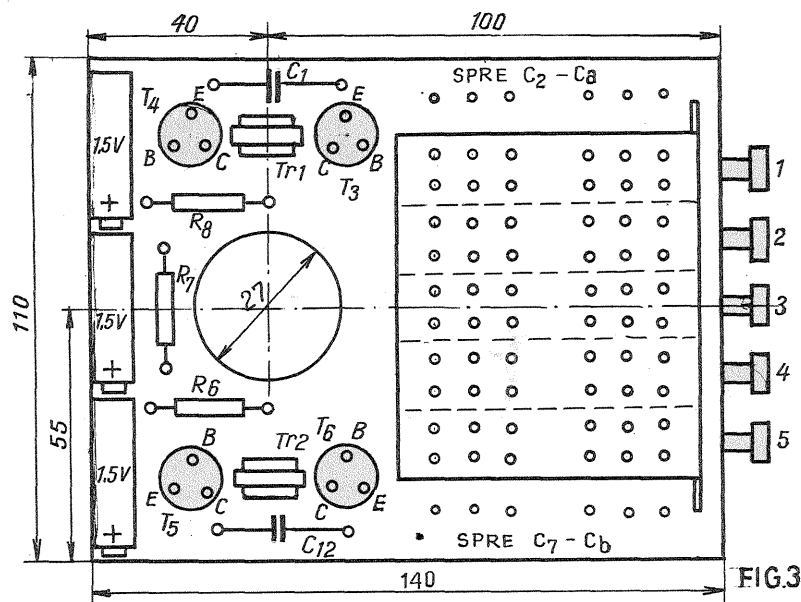 40
100
SPRE C2-Ca
T4
E
C1
E
1,5V
B
C
Tr1
C
B
T3
1
R8
2
110
R7
27
1,5V
3
R6
4
55
B
Tr2
T6
B
1,5V
E
C
C
E
5
T5
C12
SPRE C7-Cb
140
FIG.3